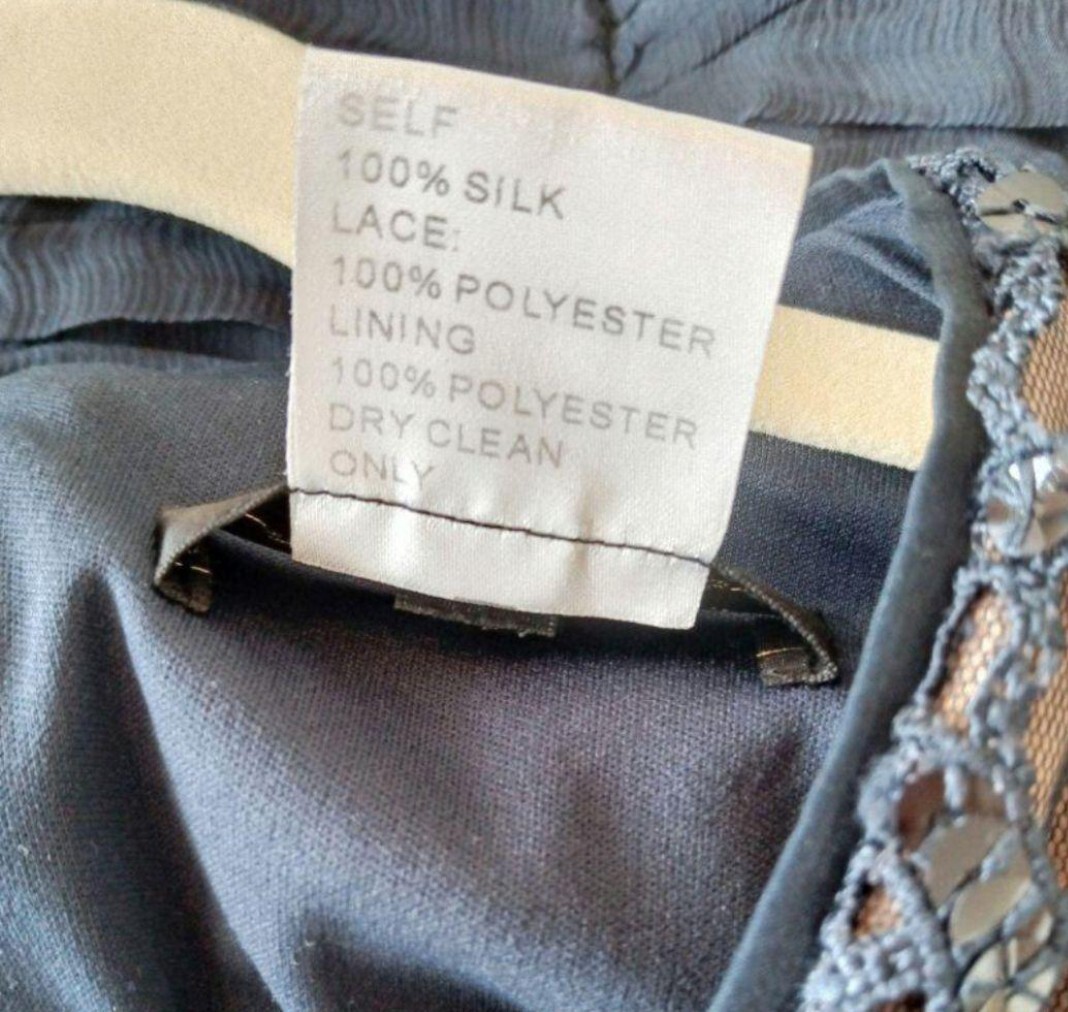 SELF
100% SILK
LACE:
100% POLYESTER
LINING
100% POLYESTER
DRY CLEAN
ONLY